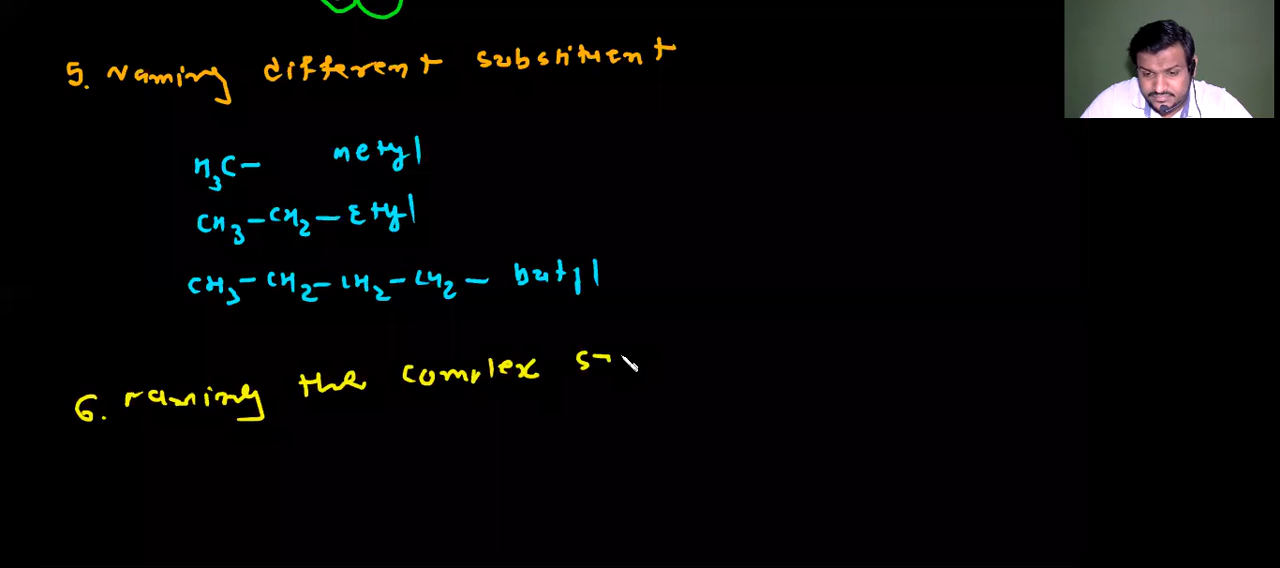 5. Naming different substituent
H₃C— metyl
CH₃—CH₂— Etyl
CH₃—CH₂—CH₂—CH₂— butyl
6. naming the complex